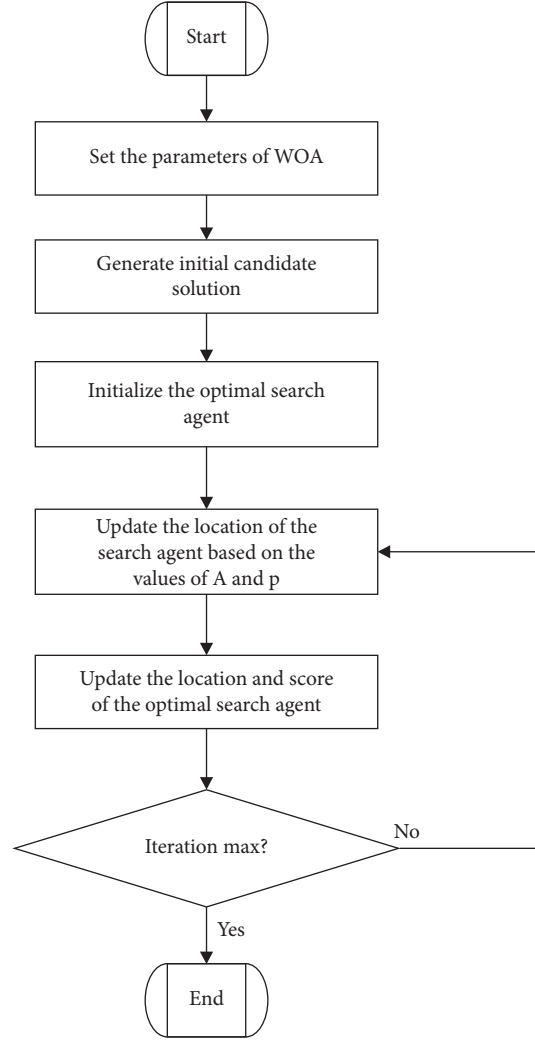 Start
Set the parameters of WOA
Generate initial candidate
solution
Initialize the optimal search
agent
Update the location of the
search agent based on the
values of A and p
Update the location and score
of the optimal search agent
Iteration max?
No
Yes
End